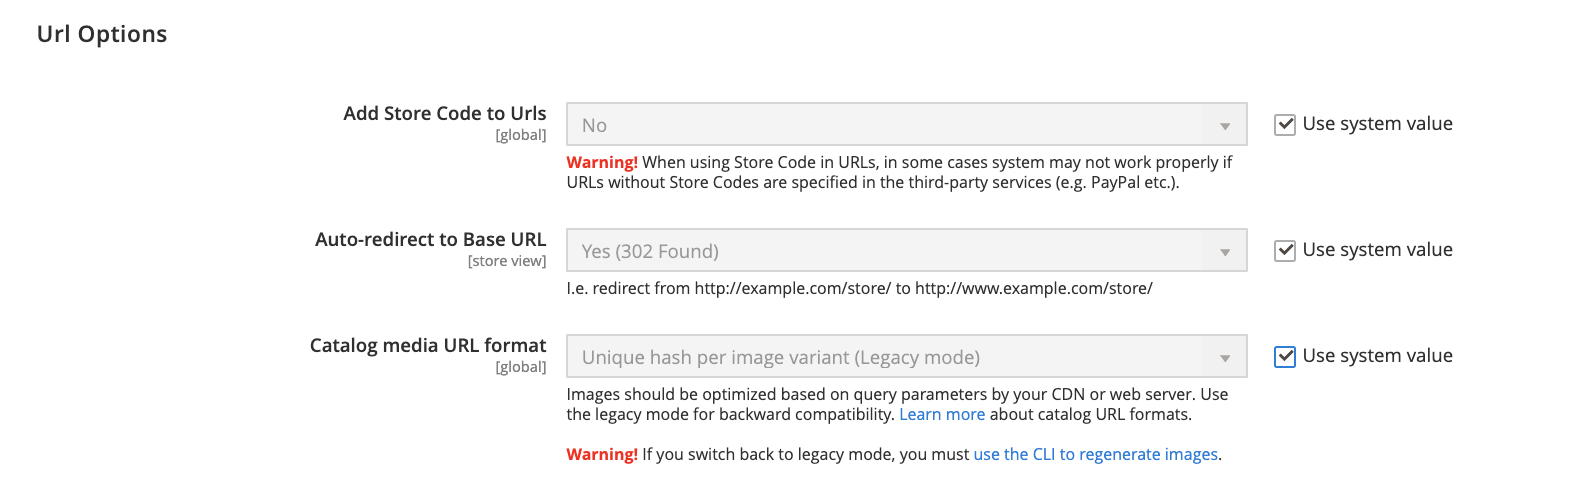 Url Options
Add Store Code to Urls
[global]
No
Use system value
Warning! When using Store Code in URLs, in some cases system may not work properly if
URLs without Store Codes are specified in the third-party services (e.g. PayPal etc.).
Auto-redirect to Base URL
[store view]
Yes (302 Found)
Use system value
I.e. redirect from http://example.com/store/ to http://www.example.com/store/
Catalog media URL format
[global]
Unique hash per image variant (Legacy mode)
Use system value
Images should be optimized based on query parameters by your CDN or web server. Use
the legacy mode for backward compatibility. Learn more about catalog URL formats.
Warning! If you switch back to legacy mode, you must use the CLI to regenerate images.